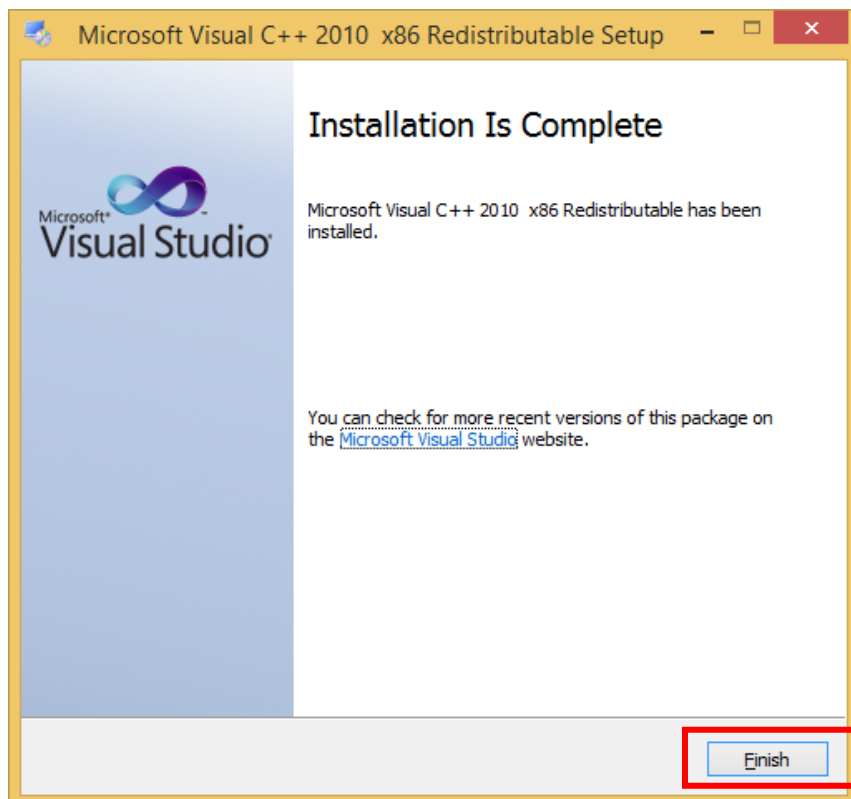 Microsoft Visual C++ 2010  x86 Redistributable Setup
Installation Is Complete
Microsoft®
Visual Studio®
Microsoft Visual C++ 2010  x86 Redistributable has been
installed.
You can check for more recent versions of this package on
the Microsoft Visual Studio website.
Finish